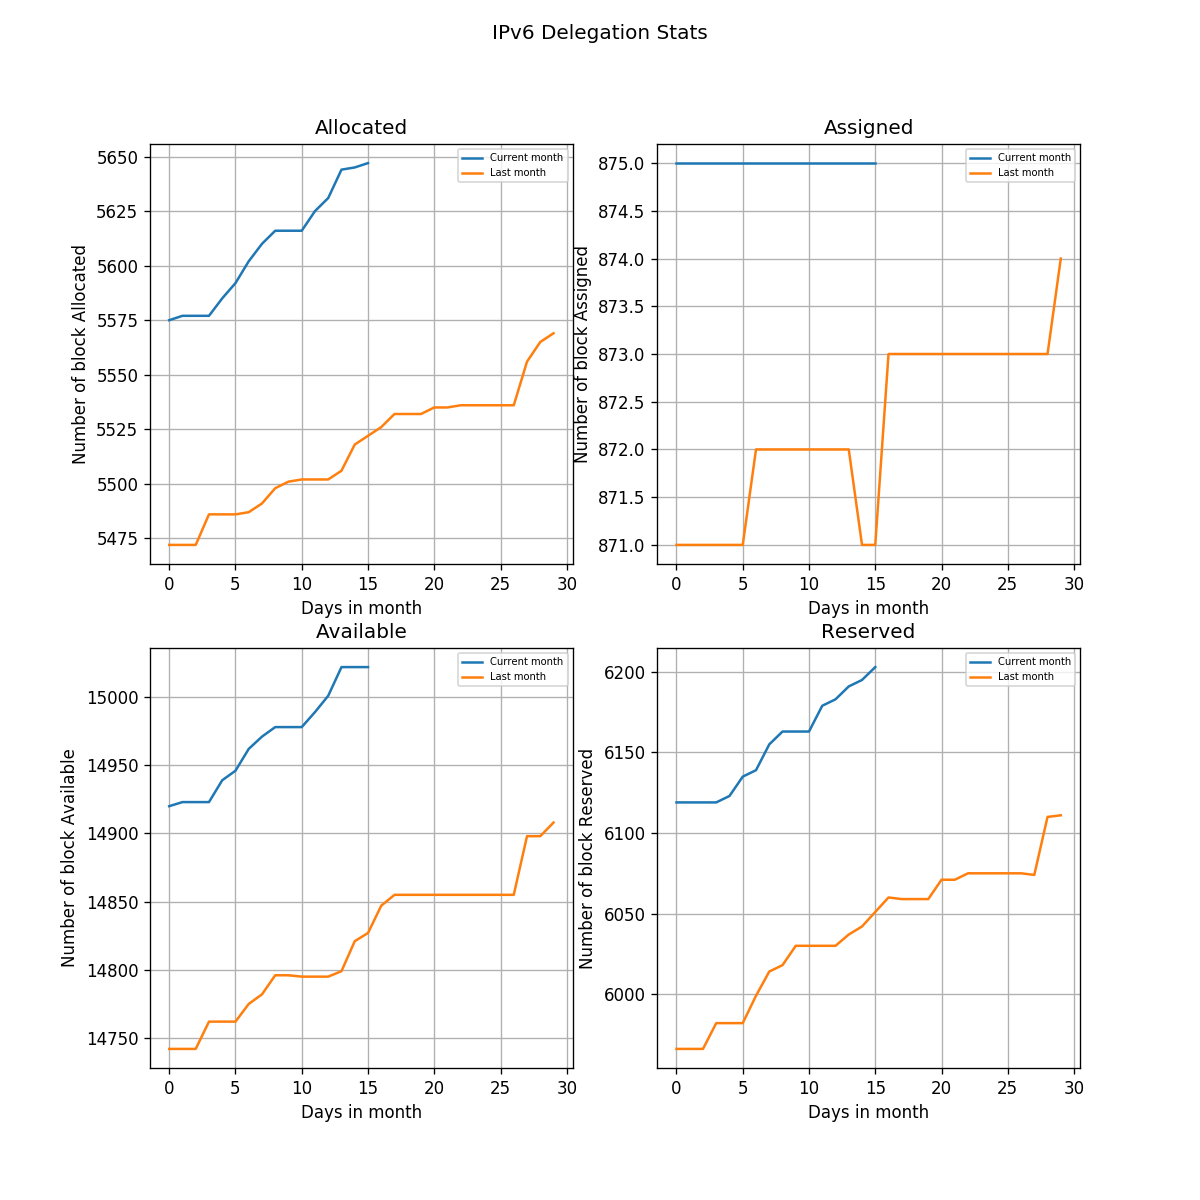 IPv6 Delegation Stats
Allocated
Number of block Allocated
5650
5625
5600
5575
5550
5525
5500
5475
Current month
Last month
0 5 10 15 20 25 30
Days in month
Assigned
Number of block Assigned
875.0
874.5
874.0
873.5
873.0
872.5
872.0
871.5
871.0
Current month
Last month
0 5 10 15 20 25 30
Days in month
Available
Number of block Available
15000
14950
14900
14850
14800
14750
Current month
Last month
0 5 10 15 20 25 30
Days in month
Reserved
Number of block Reserved
6200
6150
6100
6050
6000
Current month
Last month
0 5 10 15 20 25 30
Days in month